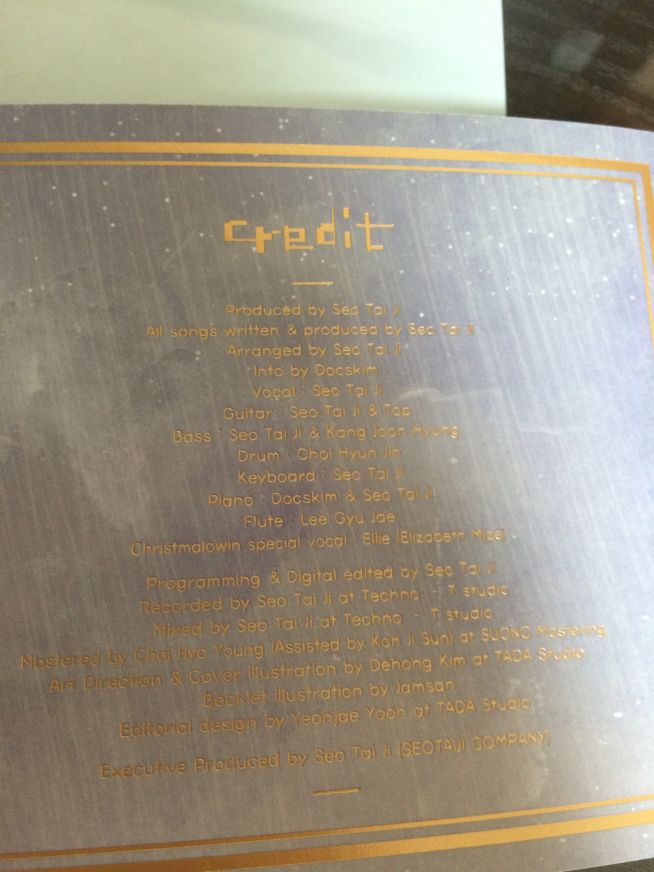 credit
Produced by Seo Tai Ji
All songs written & produced by Seo Tai Ji
Arranged by Seo Tai Ji
Into by Docskim
Vocal : Seo Tai Ji
Guitar : Seo Tai Ji & Top
Bass : Seo Tai Ji & Kang Joon Hyung
Drum : Choi Hyun Jin
Keyboard : Seo Tai Ji
Piano : Docskim & Seo Tai Ji
Flute : Lee Gyu Jae
Christmalowin special vocal : Ellie (Elizabeth Mize)
Programming & Digital edited by Seo Tai Ji
Recorded by Seo Tai Ji at Techno - T studio
Mixed by Seo Tai Ji at Techno - T studio
Mastered by Choi Hyo Young (Assisted by Koh Ji Sun) at SUONO Mastering
Art Direction & Cover illustration by Dehong Kim at TADA Studio
Booklet illustration by Jamsan
Editorial design by Yeonjae Yoon at TADA Studio
Executive Produced by Seo Tai Ji (SEOTAIJI COMPANY)